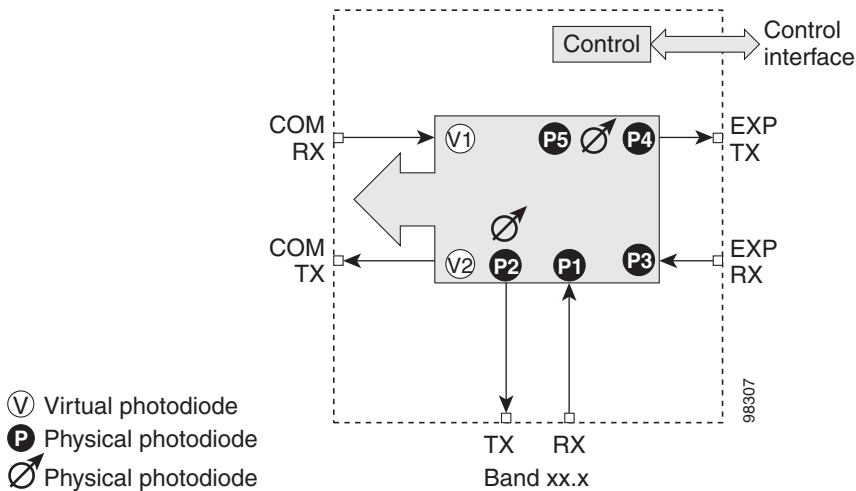 Control
Control
interface
COM
RX
V1
P5
P4
EXP
TX
COM
TX
V2
P2
P1
P3
EXP
RX
V Virtual photodiode
P Physical photodiode
Physical photodiode
TX RX
Band xx.x
98307